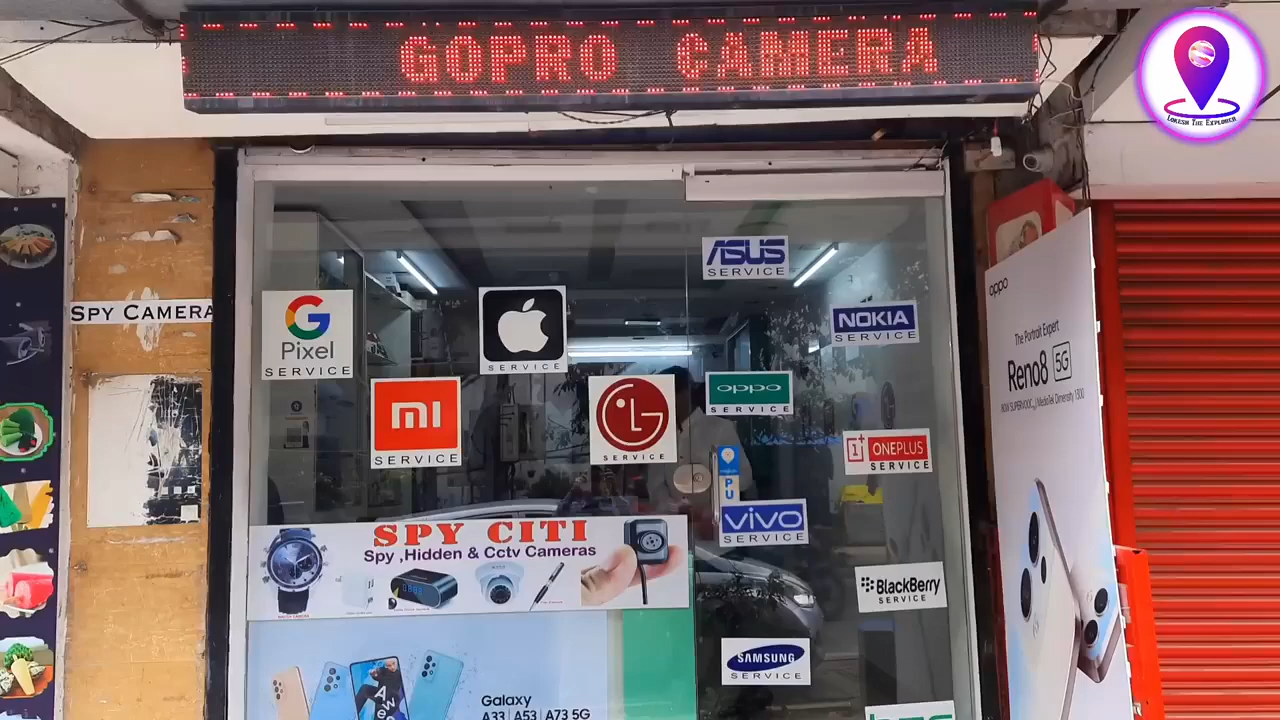 GOPRO CAMERA
LOKESH THE EXPLORER
SPY CAMERA
G
Pixel
SERVICE
SERVICE
mi
SERVICE
LG
SERVICE
ASUS
SERVICE
NOKIA
SERVICE
oppo
SERVICE
1+ ONEPLUS
SERVICE
PU
vivo
SERVICE
BlackBerry
SERVICE
SAMSUNG
SERVICE
SPY CITI
Spy ,Hidden & Cctv Cameras
Galaxy
A33 | A53 | A73 5G
oppo
The Portrait Expert
Reno8 5G